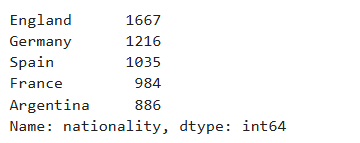 England 1667
Germany 1216
Spain 1035
France 984
Argentina 886
Name: nationality, dtype: int64